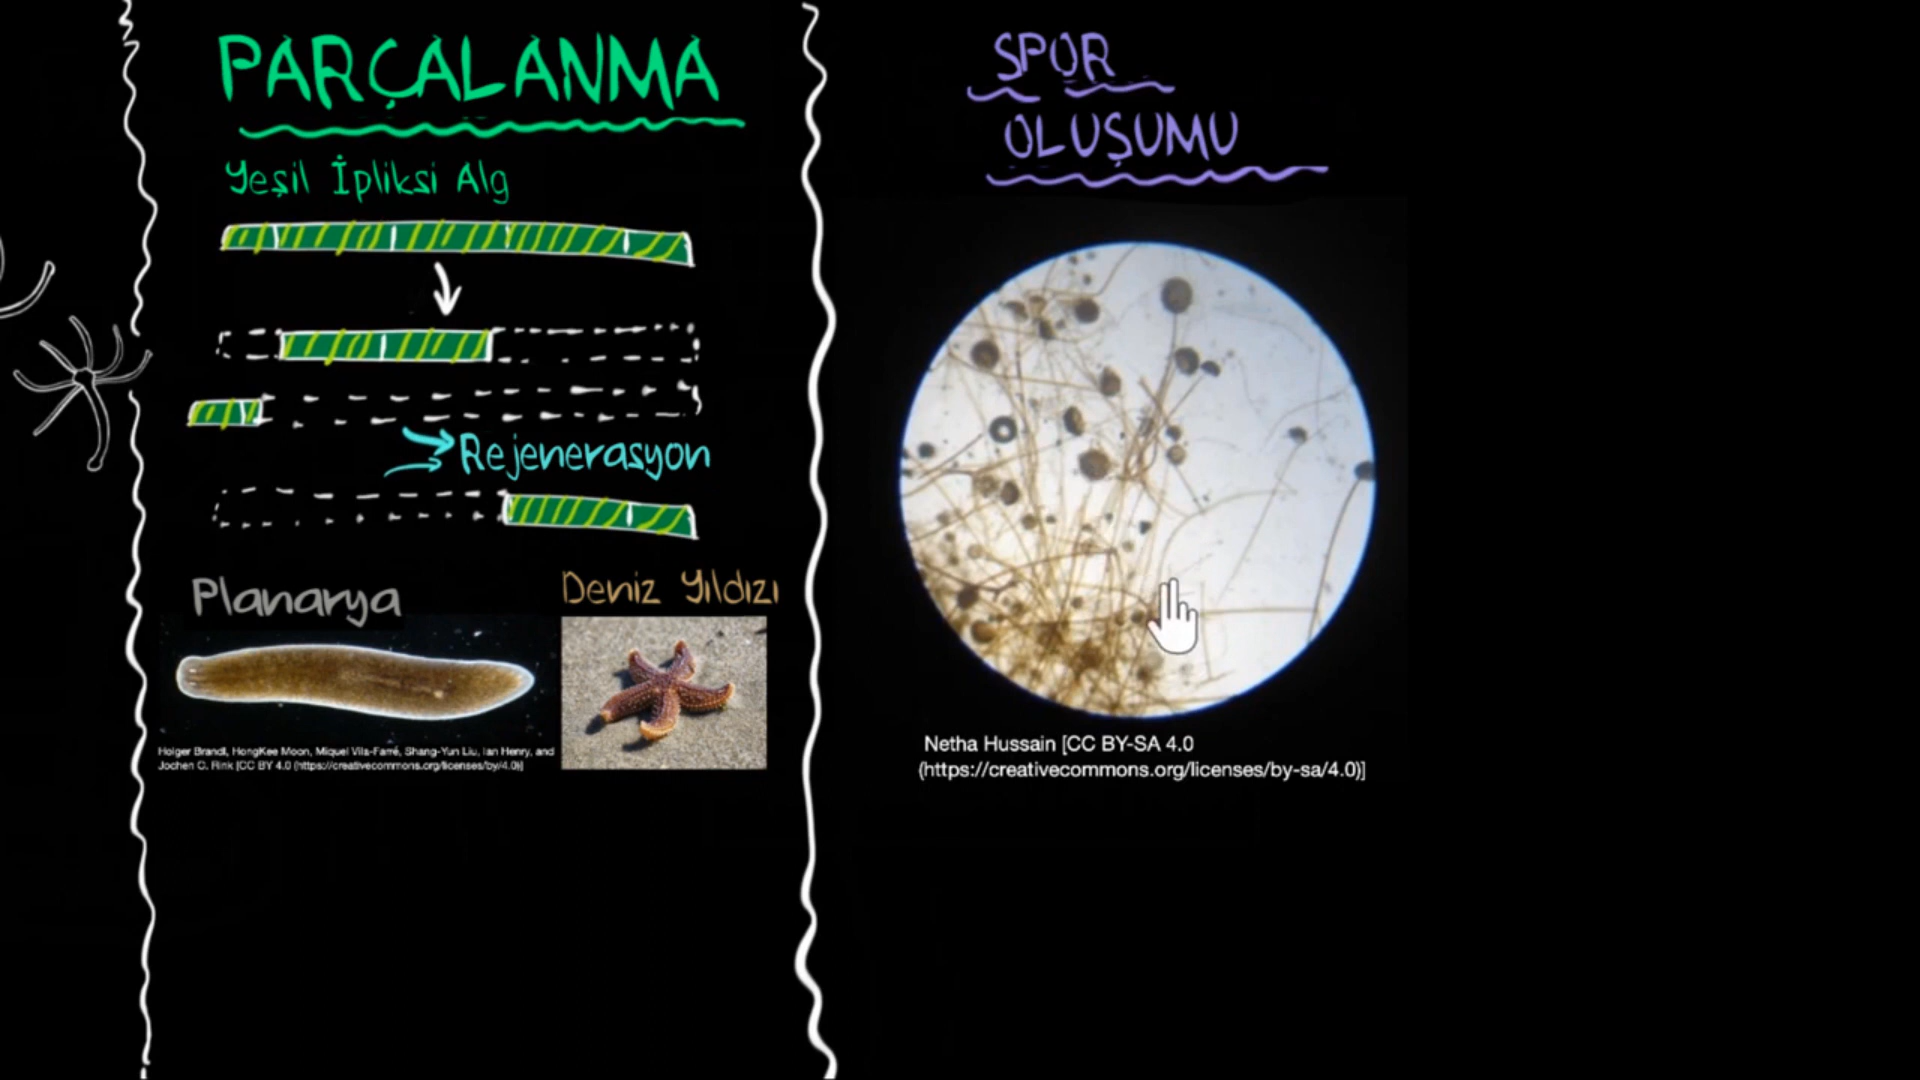 PARÇALANMA
Yeşil İpliksi Alg
Rejenerasyon
Planarya
Deniz Yıldızı
Holger Brandl, HongKee Moon, Miquel Vila-Farré, Shang-Yun Liu, Ian Henry, and
Jochen C. Rink [CC BY 4.0 (https://creativecommons.org/licenses/by/4.0)]
SPOR
OLUŞUMU
Netha Hussain [CC BY-SA 4.0
(https://creativecommons.org/licenses/by-sa/4.0)]